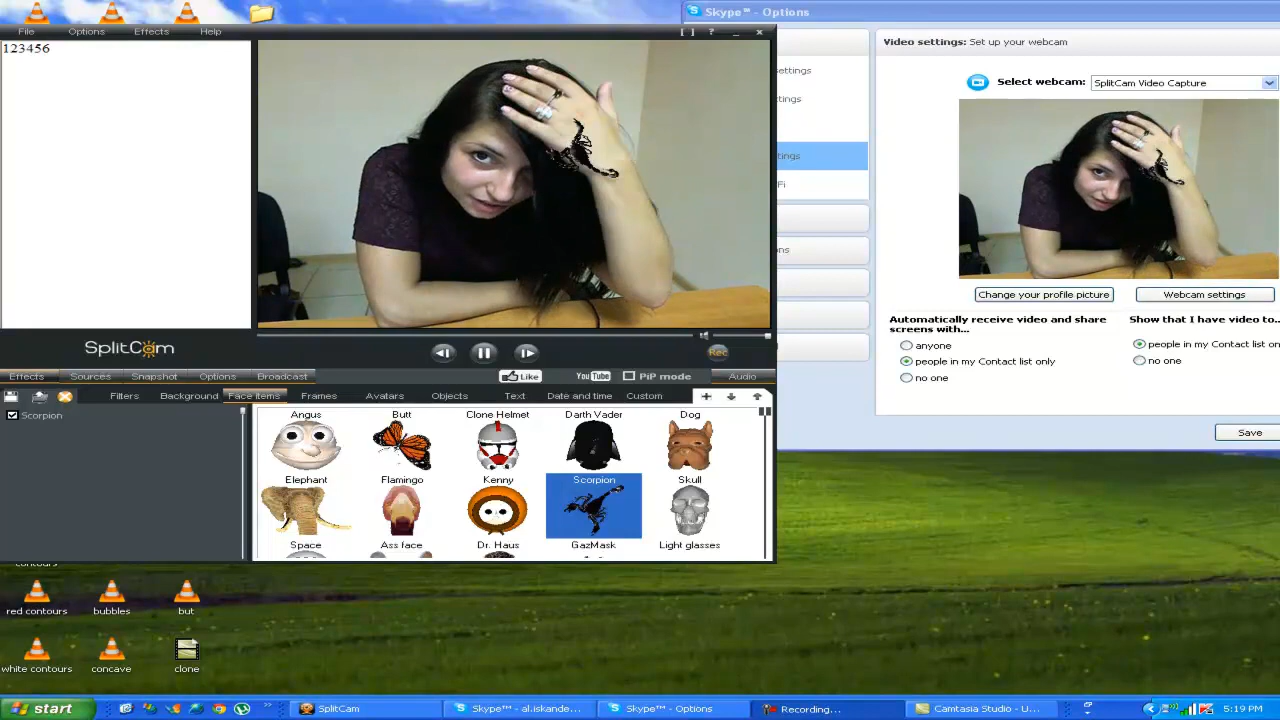 Skype™ - Options
File Options Effects Help
123456
Video settings: Set up your webcam
Select webcam: SplitCam Video Capture
Change your profile picture
Webcam settings
Automatically receive video and share
screens with...
anyone
people in my Contact list only
no one
Show that I have video to...
people in my Contact list on
no one
Save
SplitCam
Rec
Effects Sources Snapshot Options Broadcast Like YouTube PiP mode Audio
Filters Background Face items Frames Avatars Objects Text Date and time Custom
Scorpion
Angus Butt Clone Helmet Darth Vader Dog
Elephant Flamingo Kenny Scorpion Skull
Space Ass face Dr. Haus GazMask Light glasses
contours
red contours bubbles but
white contours concave clone
start SplitCam Skype™ - al.iskande... Skype™ - Options Recording... Camtasia Studio - U... 5:19 PM